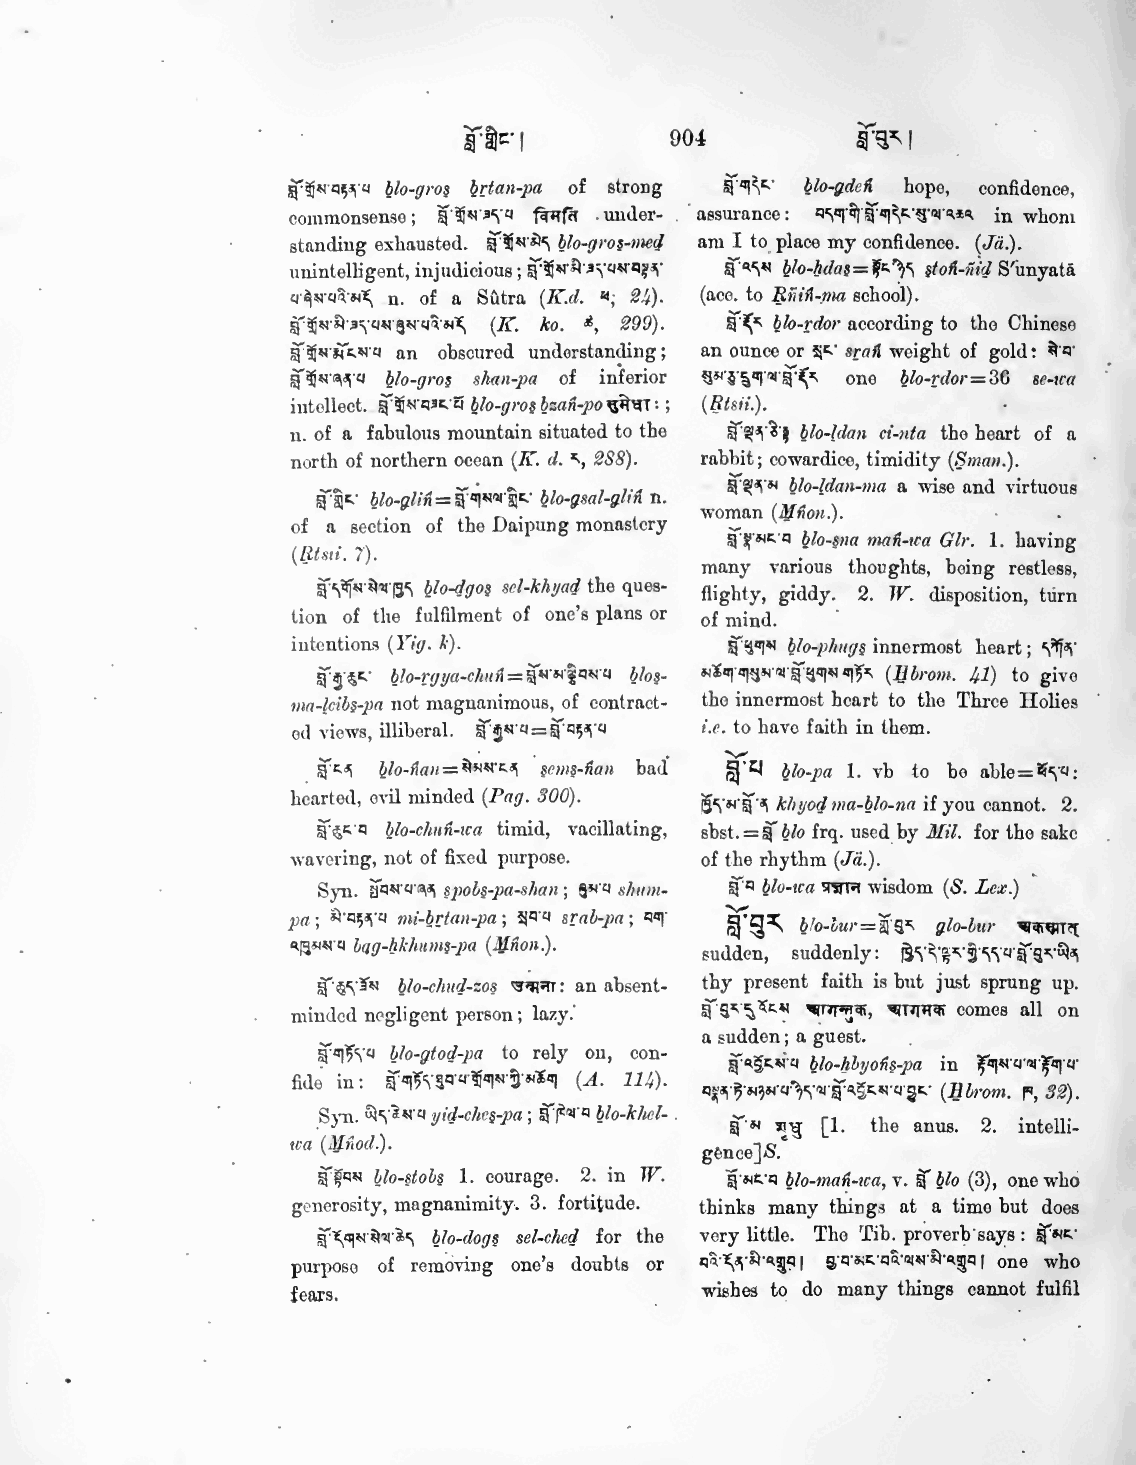 བློ་གླིང་། 904 བློ་བུར།
བློ་གྲོས་བརྟན་པ blo-gros brtan-pa of strong
commonsense; བློ་གྲོས་ཟད་པ विमति under-
standing exhausted. བློ་གྲོས་མེད blo-gros-med
unintelligent, injudicious; བློ་གྲོས་མི་ཟད་པས་བསྟན་
པ་ཞེས་པའི་མདོ n. of a Sûtra (K.d. མ; 24).
བློ་གྲོས་མི་ཟད་པས་ཞུས་པའི་མདོ (K. ko. 299).
བློ་གྲོས་རྨོངས་པ an obscured understanding;
བློ་གྲོས་ཞན་པ blo-gros shan-pa of inferior
intellect. བློ་གྲོས་བཟང་པོ blo-gros bzañ-po सुमेधाः;
n. of a fabulous mountain situated to the
north of northern ocean (K. d. ར, 288).
བློ་གླིང་ blo-gliñ=བློ་གསལ་གླིང་ blo-gsal-gliñ n.
of a section of the Daipung monastery
(Rtsii. 7).
བློ་དགོས་སེལ་ཁྱད blo-dgos sel-khyad the ques-
tion of the fulfilment of one's plans or
intentions (Yig. k).
བློ་རྒྱ་ཆུང་ blo-rgya-chuñ=བློས་མ་ལྕིབས་པ blos-
ma-lcibs-pa not magnanimous, of contract-
ed views, illiberal. བློ་རྒྱས་པ=བློ་བརྟན་པ
བློ་ངན blo-ñan=སེམས་ངན sems-ñan bad
hearted, evil minded (Pag. 300).
བློ་ཆུང་བ blo-chuñ-wa timid, vacillating,
wavering, not of fixed purpose.
Syn. སྤོབས་པ་ཞན spobs-pa-shan; ཞུམ་པ shum-
pa; མི་བརྟན་པ mi-brtan-pa; སྲབ་པ srab-pa; བག་
འཁུམས་པ bag-hkhums-pa (Mñon.).
བློ་ཆུད་ཟོས blo-chud-zos उन्मनाः an absent-
minded negligent person; lazy.
བློ་གཏོད་པ blo-gtod-pa to rely on, con-
fide in: བློ་གཏོད་ཐུབ་པ་གྲོགས་ཀྱི་མཆོག (A. 114).
Syn. ཡིད་ཆེས་པ yid-ches-pa; བློ་ཁེལ་བ blo-khel-
wa (Mñod.).
བློ་སྟོབས blo-stobs 1. courage. 2. in W.
generosity, magnanimity. 3. fortitude.
བློ་དོགས་སེལ་ཆེད blo-dogs sel-ched for the
purpose of removing one's doubts or
fears.
བློ་གདེང་ blo-gdeñ hope, confidence,
assurance: བདག་གི་བློ་གདེང་སུ་ལ་བཅའ in whom
am I to place my confidence. (Jä.).
བློ་འདས blo-hdas=སྟོང་ཉིད stoñ-ñid S'unyatā
(acc. to Rñiñ-ma school).
བློ་རྡོར blo-rdor according to the Chinese
an ounce or སྲང་ srañ weight of gold: སེ་བ་
སུམ་ཅུ་དྲུག་ལ་བློ་རྡོར one blo-rdor=36 se-wa
(Rtsii.).
བློ་ལྡན་ཙི་ནྟ blo-ldan ci-nta the heart of a
rabbit; cowardice, timidity (Sman.).
བློ་ལྡན་མ blo-ldan-ma a wise and virtuous
woman (Mñon.).
བློ་སྣ་མང་བ blo-sna mañ-wa Glr. 1. having
many various thoughts, being restless,
flighty, giddy. 2. W. disposition, turn
of mind.
བློ་ཕུགས blo-phugs innermost heart; དཀོན་
མཆོག་གསུམ་ལ་བློ་ཕུགས་གཏོད (Hbrom. 41) to give
the innermost heart to the Three Holies
i.e. to have faith in them.
བློ་པ blo-pa 1. vb to be able=ཕོད་པ:
ཁྱོད་མ་བློ་ན khyod ma-blo-na if you cannot. 2.
sbst.=བློ blo frq. used by Mil. for the sake
of the rhythm (Jä.).
བློ་བ blo-wa प्रज्ञान wisdom (S. Lex.)
བློ་བུར blo-bur=གློ་བུར glo-bur अकस्मात्
sudden, suddenly: ཁྱེད་ད་ལྟར་གྱི་དད་པ་བློ་བུར་ཡིན
thy present faith is but just sprung up.
བློ་བུར་དུ་འོངས आगन्तुक, आगमक comes all on
a sudden; a guest.
བློ་འབྱོངས་པ blo-hbyoñs-pa in རྟོགས་པ་ལ་རྟོག་པ་
བསྟན་ཏེ་མཉམ་པ་ཉིད་ལ་བློ་འབྱོངས་པ་བྱུང་ (Hbrom. ཁ, 32).
བློ་མ गुध्र [1. the anus. 2. intelli-
gence]S.
བློ་མང་བ blo-mañ-wa, v. བློ blo (3), one who
thinks many things at a time but does
very little. The Tib. proverb says: བློ་མང་
བའི་དོན་མི་འགྲུབ། བྱ་བ་མང་བའི་ལས་མི་འགྲུབ། one who
wishes to do many things cannot fulfil